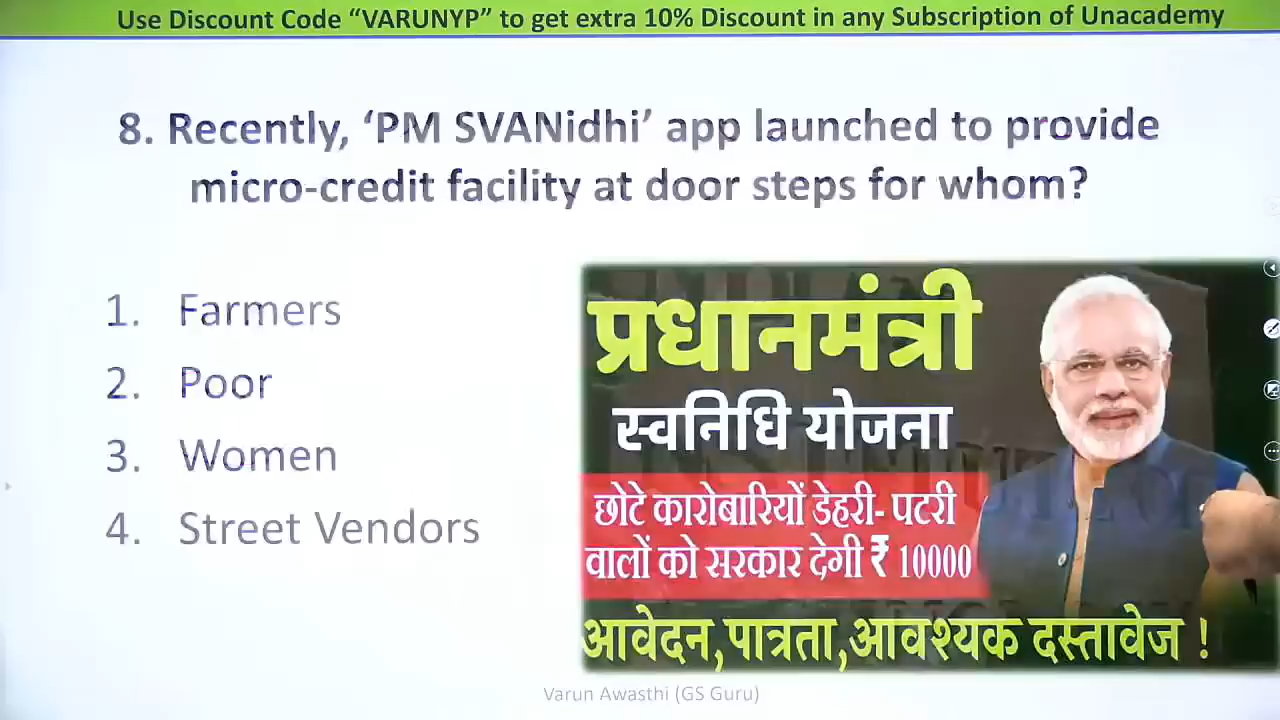 Use Discount Code “VARUNYP” to get extra 10% Discount in any Subscription of Unacademy
8. Recently, ‘PM SVANidhi’ app launched to provide
micro-credit facility at door steps for whom?
1. Farmers
2. Poor
3. Women
4. Street Vendors
प्रधानमंत्री
स्वनिधि योजना
छोटे कारोबारियों डेहरी- पटरी
वालों को सरकार देगी ₹ 10000
आवेदन,पात्रता,आवश्यक दस्तावेज !
Varun Awasthi (GS Guru)